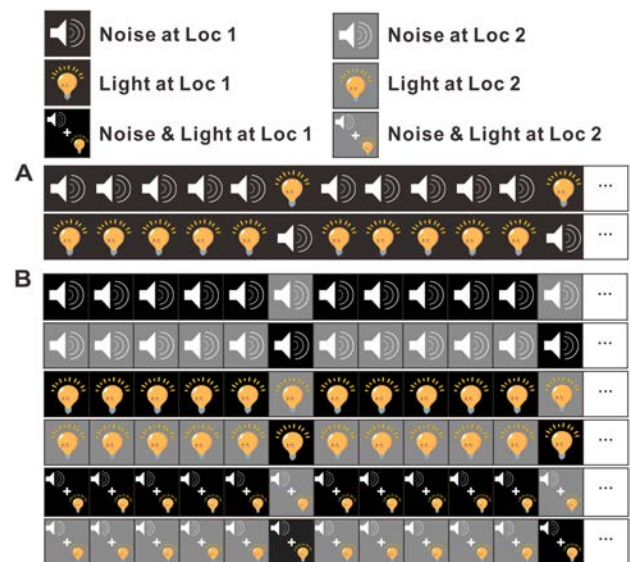 Noise at Loc 1
Noise at Loc 2
Light at Loc 1
Light at Loc 2
+
+
Noise & Light at Loc 1
Noise & Light at Loc 2
A
...
...
B
...
...
...
...
+ + + + + + + + + + + +
...
+ + + + + + + + + + + +
...